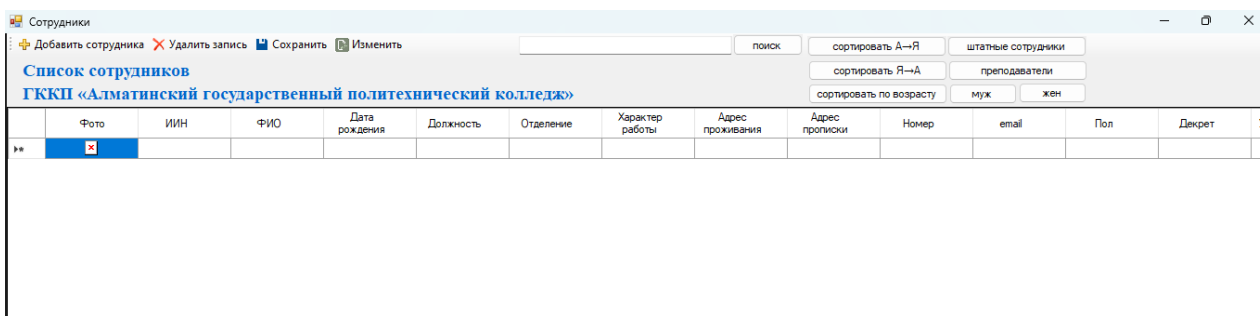 Сотрудники
Добавить сотрудника Удалить запись Сохранить Изменить поиск сортировать А→Я штатные сотрудники
Список сотрудников сортировать Я→А преподаватели
ГККП «Алматинский государственный политехнический колледж» сортировать по возрасту муж жен
Фото ИИН ФИО Дата рождения Должность Отделение Характер работы Адрес проживания Адрес прописки Номер email Пол Декрет